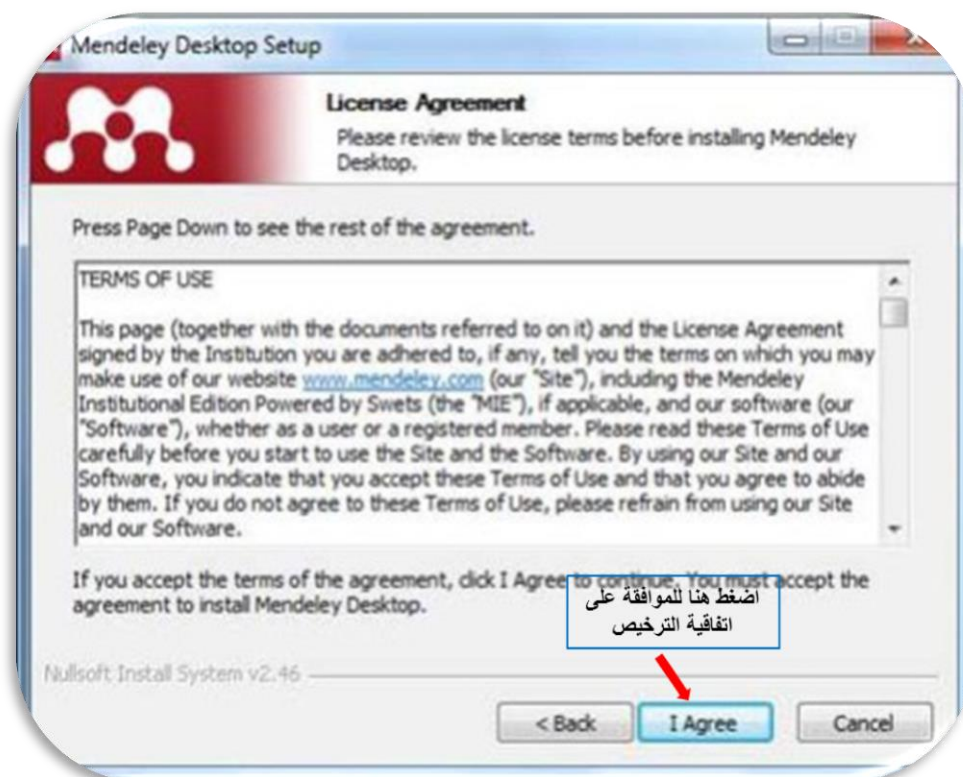 Mendeley Desktop Setup
License Agreement
Please review the license terms before installing Mendeley
Desktop.
Press Page Down to see the rest of the agreement.
TERMS OF USE
This page (together with the documents referred to on it) and the License Agreement
signed by the Institution you are adhered to, if any, tell you the terms on which you may
make use of our website www.mendeley.com (our "Site"), including the Mendeley
Institutional Edition Powered by Swets (the "MIE"), if applicable, and our software (our
"Software"), whether as a user or a registered member. Please read these Terms of Use
carefully before you start to use the Site and the Software. By using our Site and our
Software, you indicate that you accept these Terms of Use and that you agree to abide
by them. If you do not agree to these Terms of Use, please refrain from using our Site
and our Software.
If you accept the terms of the agreement, click I Agree to continue. You must accept the
agreement to install Mendeley Desktop.
اضغط هنا للموافقة على
اتفاقية الترخيص
Nullsoft Install System v2.46
< Back
I Agree
Cancel